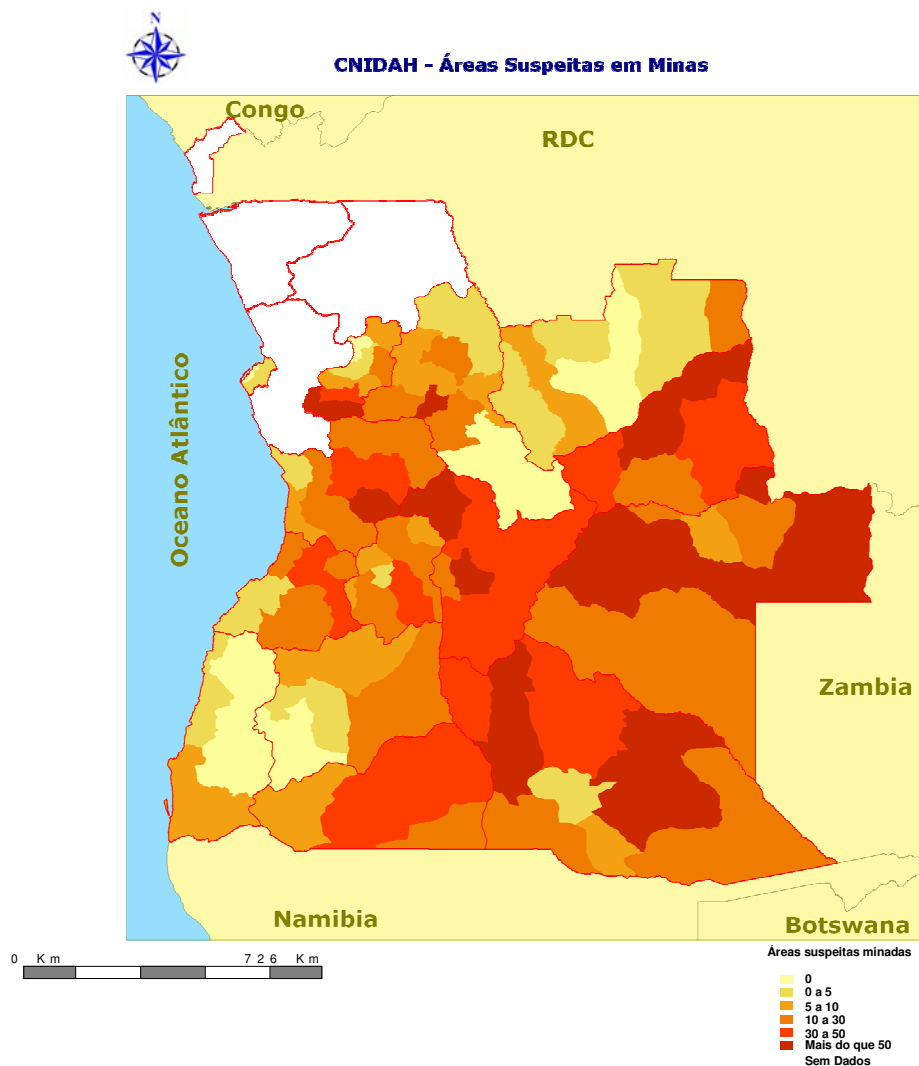 N
CNIDAH - Áreas Suspeitas em Minas
Congo
RDC
Oceano Atlântico
Zambia
Namibia
Botswana
0 Km 726 Km
Áreas suspeitas minadas
0
0 a 5
5 a 10
10 a 30
30 a 50
Mais do que 50
Sem Dados